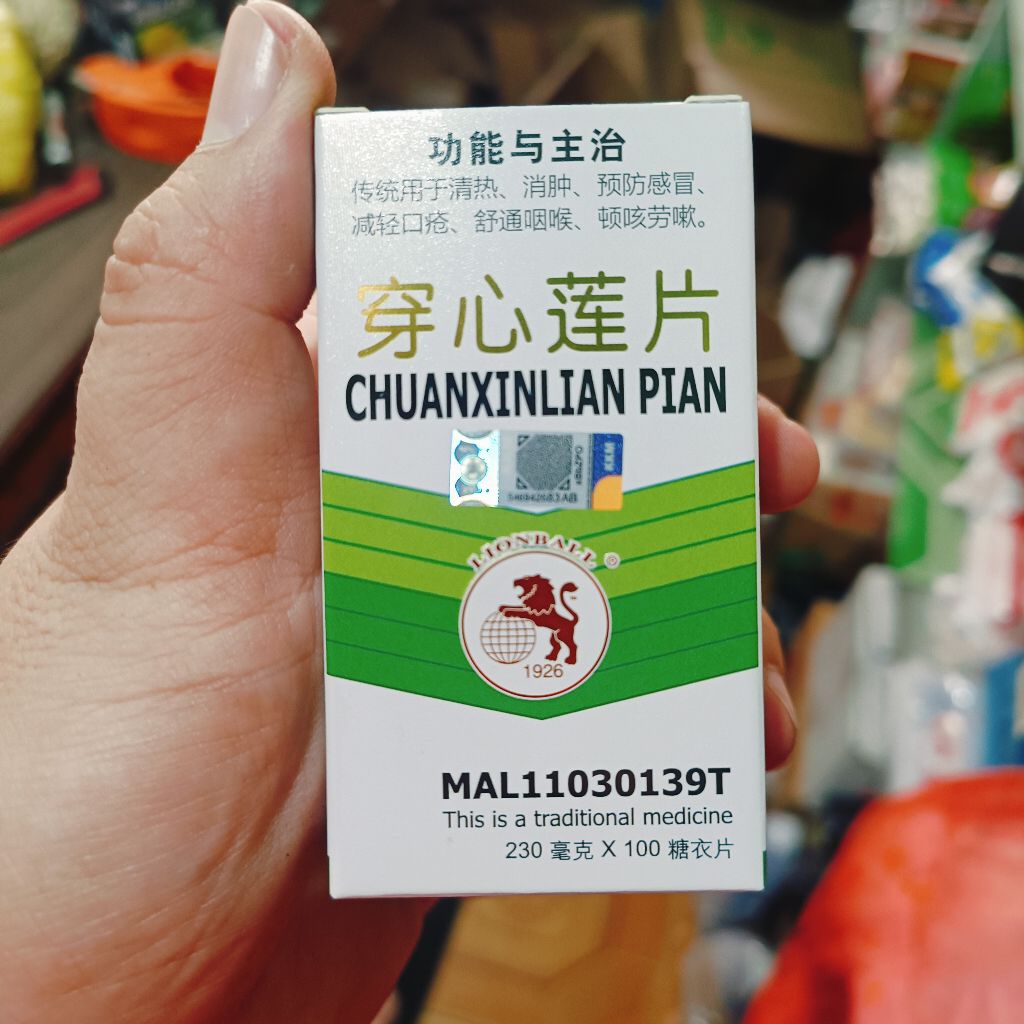 功能与主治
传统用于清热、消肿、预防感冒、
减轻口疮、舒通咽喉、顿咳劳嗽。
穿心莲片
CHUANXINLIAN PIAN
KKM
LIONBALL ®
1926
MAL11030139T
This is a traditional medicine
230 毫克 X 100 糖衣片